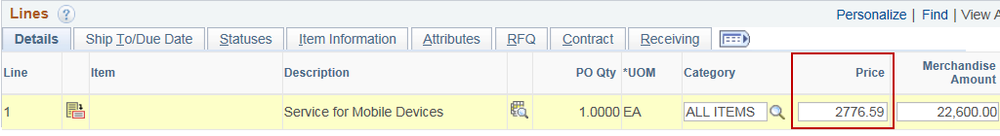 Lines ?
Personalize | Find | View A
Details Ship To/Due Date Statuses Item Information Attributes RFQ Contract Receiving
Line Item Description PO Qty *UOM Category Price Merchandise Amount
1 Service for Mobile Devices 1.0000 EA ALL ITEMS 2776.59 22,600.00